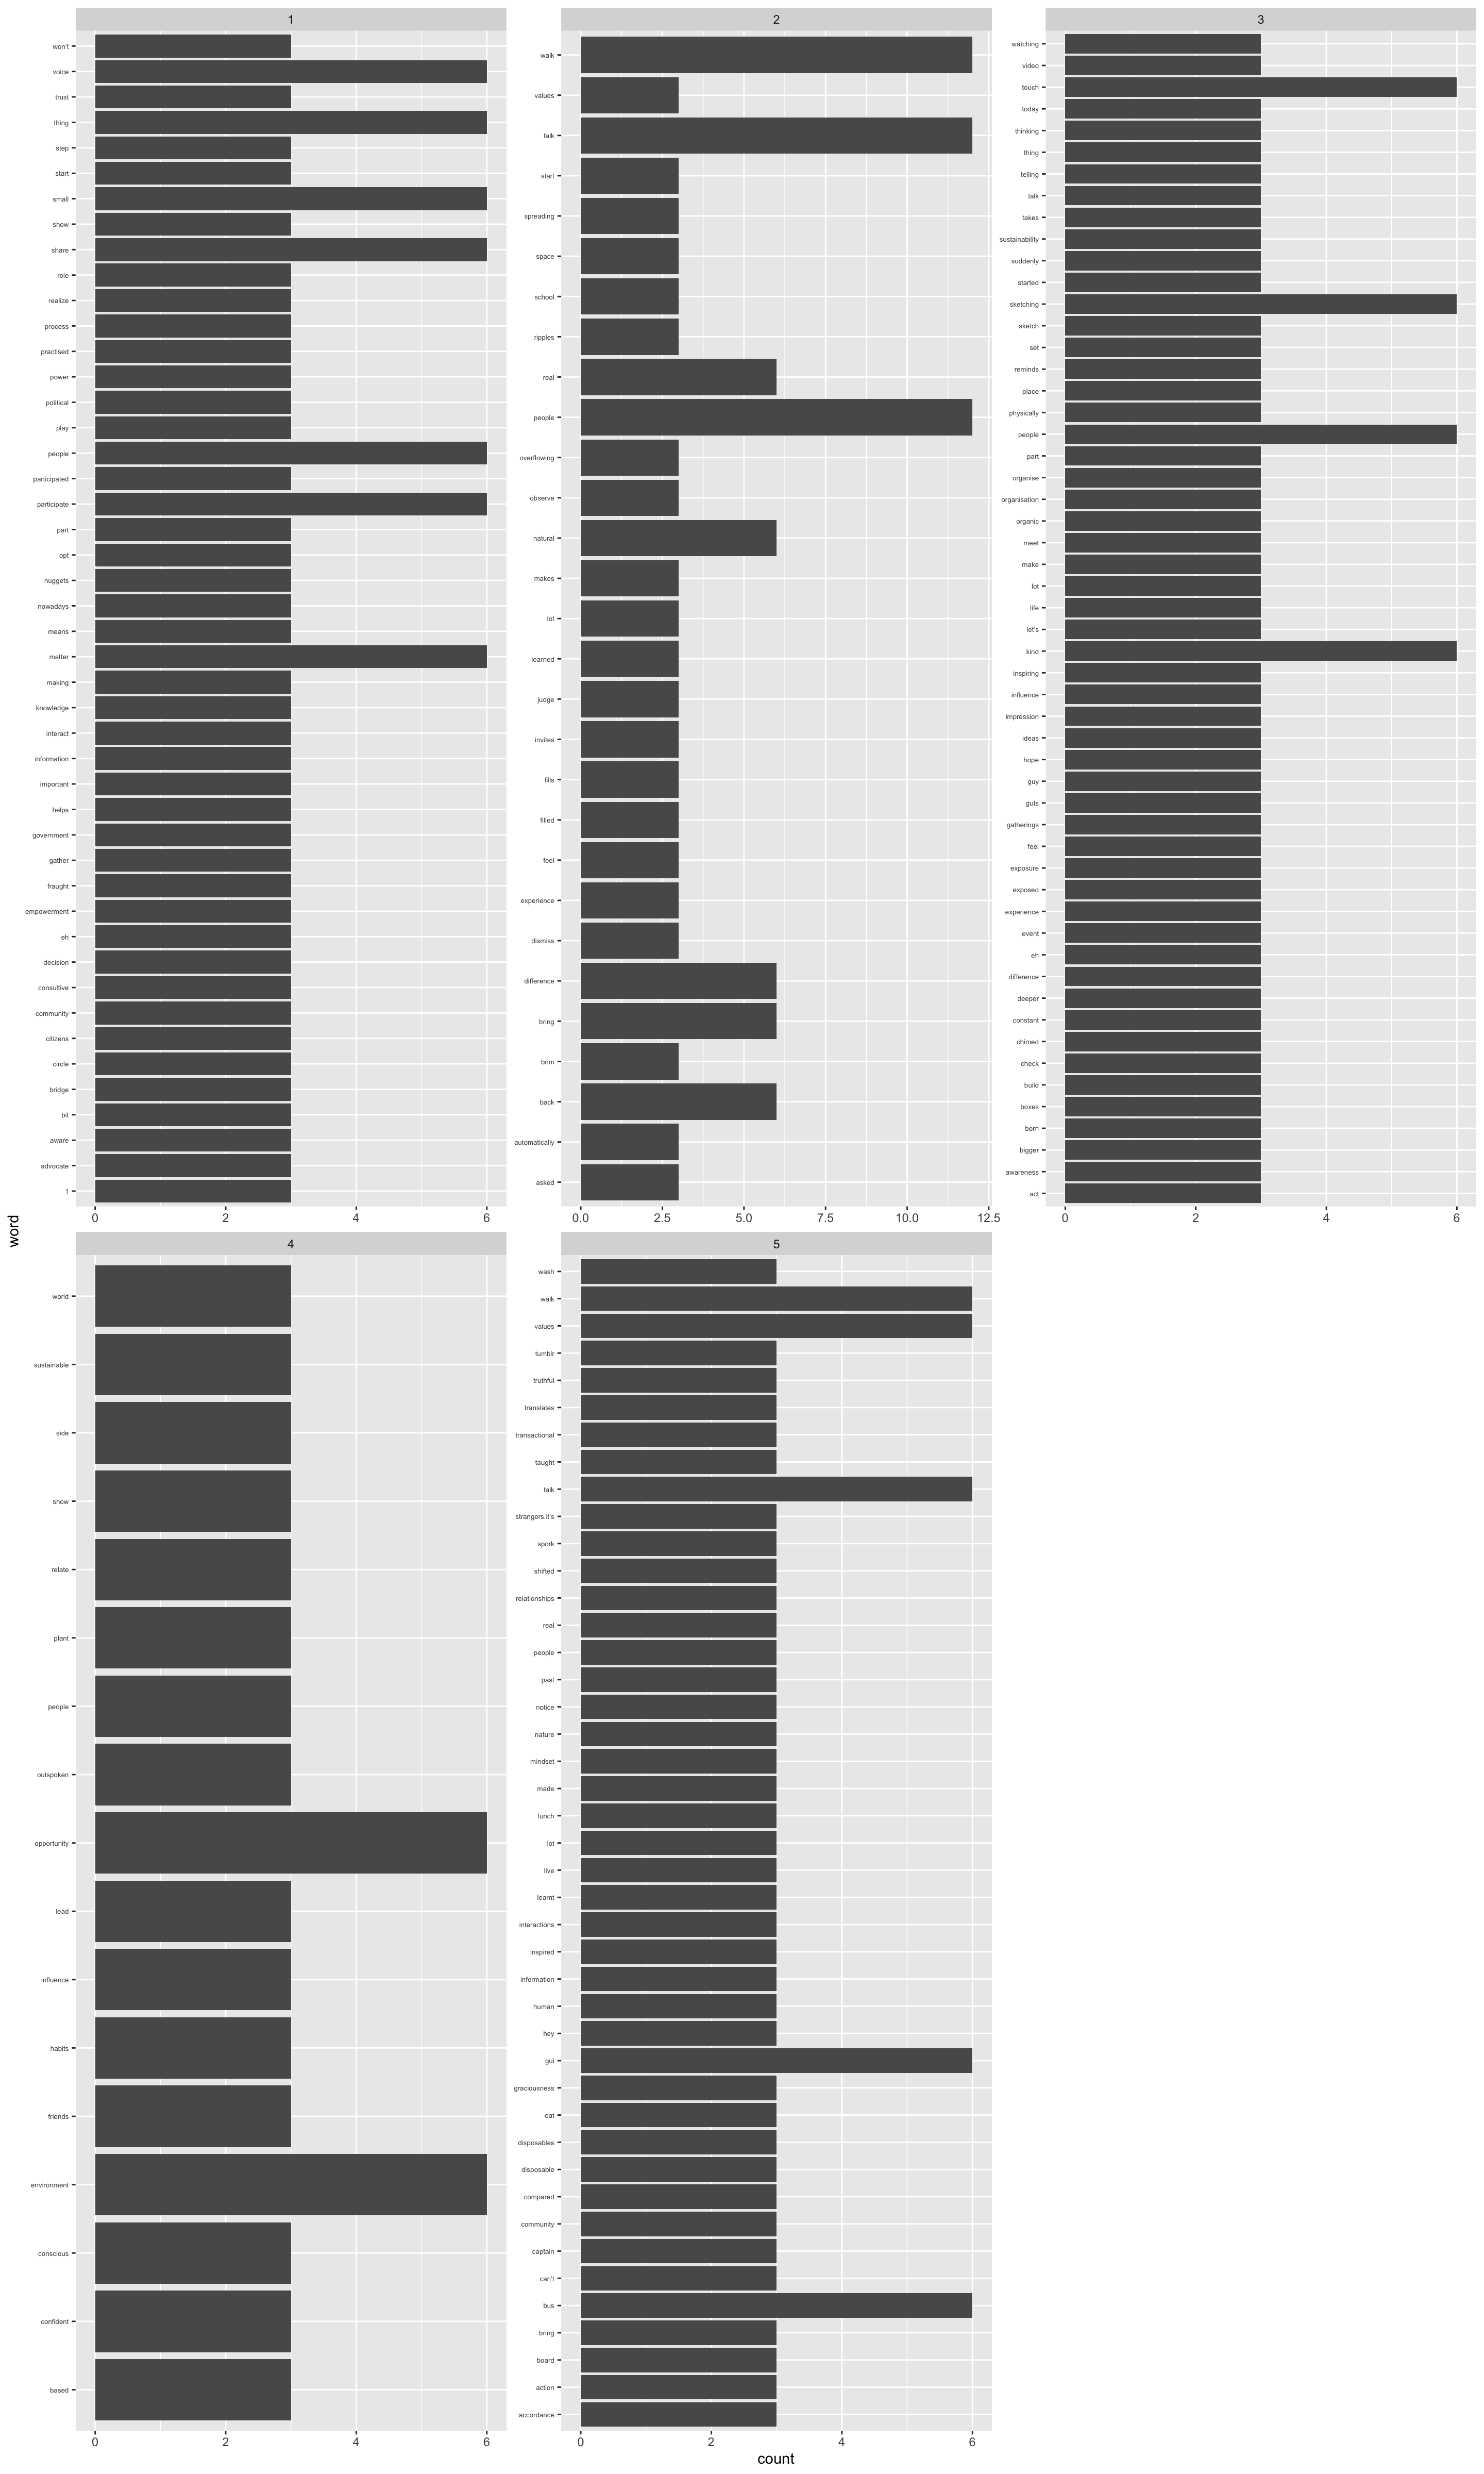 1
won't
voice
trust
thing
step
start
small
show
share
role
realize
process
practised
power
political
play
people
participated
participate
part
opt
nuggets
nowadays
means
matter
making
knowledge
interact
information
important
helps
government
gather
fraught
empowerment
eh
decision
consultive
community
citizens
circle
bridge
bit
aware
advocate
1
0 2 4 6
2
walk
values
talk
start
spreading
space
school
ripples
real
people
overflowing
observe
natural
makes
lot
learned
judge
invites
fills
filled
feel
experience
dismiss
difference
bring
brim
back
automatically
asked
0.0 2.5 5.0 7.5 10.0 12.5
3
watching
video
touch
today
thinking
thing
telling
talk
takes
sustainability
suddenly
started
sketching
sketch
set
reminds
place
physically
people
part
organise
organisation
organic
meet
make
lot
life
let's
kind
inspiring
influence
impression
ideas
hope
guy
guts
gatherings
feel
exposure
exposed
experience
event
eh
difference
deeper
constant
chimed
check
build
boxes
born
bigger
awareness
act
0 2 4 6
word
4
world
sustainable
side
show
relate
plant
people
outspoken
opportunity
lead
influence
habits
friends
environment
conscious
confident
based
0 2 4 6
5
wash
walk
values
tumblr
truthful
translates
transactional
taught
talk
strangers.it's
spork
shifted
relationships
real
people
past
notice
nature
mindset
made
lunch
lot
live
learnt
interactions
inspired
information
human
hey
gui
graciousness
eat
disposables
disposable
compared
community
captain
can't
bus
bring
board
action
accordance
0 2 4 6
count